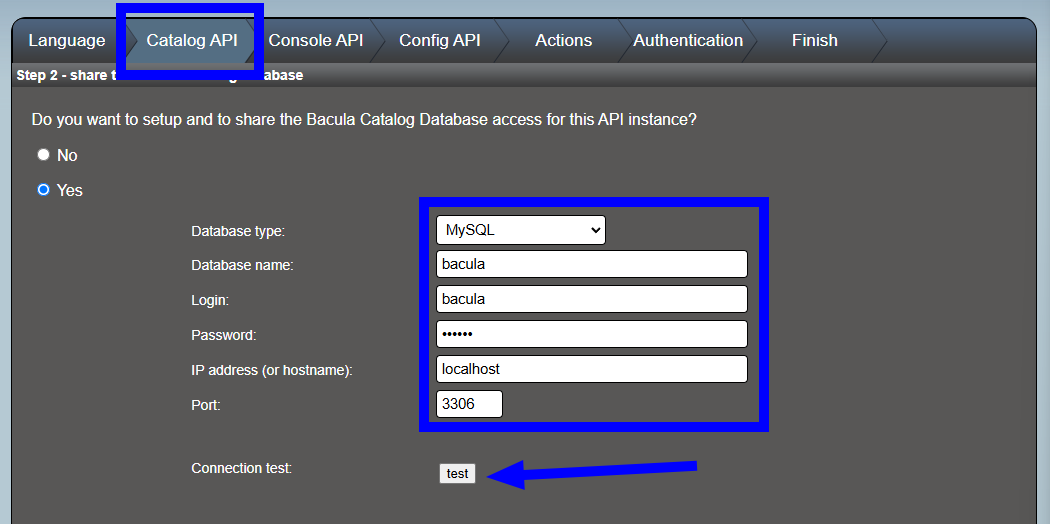 Language Catalog API Console API Config API Actions Authentication Finish
Step 2 - share
Do you want to setup and to share the Bacula Catalog Database access for this API instance?
No
Yes
Database type: MySQL
Database name: bacula
Login: bacula
Password: ••••••
IP address (or hostname): localhost
Port: 3306
Connection test: test